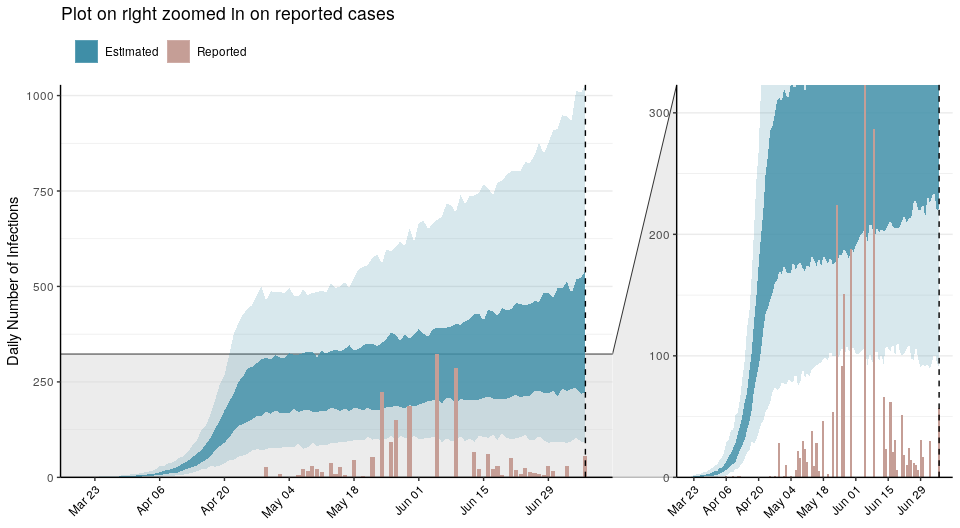 Plot on right zoomed in on reported cases
Estimated Reported
Daily Number of Infections
1000
750
500
250
0
Mar 23 Apr 06 Apr 20 May 04 May 18 Jun 01 Jun 15 Jun 29
300
200
100
0
Mar 23 Apr 06 Apr 20 May 04 May 18 Jun 01 Jun 15 Jun 29